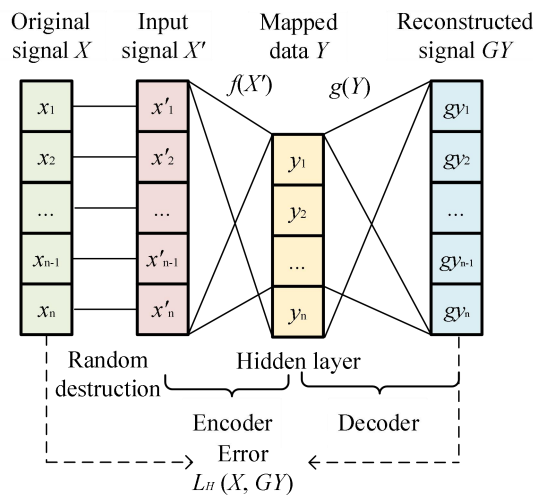 Original signal X
Input signal X′
Mapped data Y
Reconstructed signal GY
f(X′)
g(Y)
x1
x2
...
xn-1
xn
x′1
x′2
...
x′n-1
x′n
y1
y2
...
yn
gy1
gy2
...
gyn-1
gyn
Random destruction
Hidden layer
Encoder
Decoder
Error
LH (X, GY)